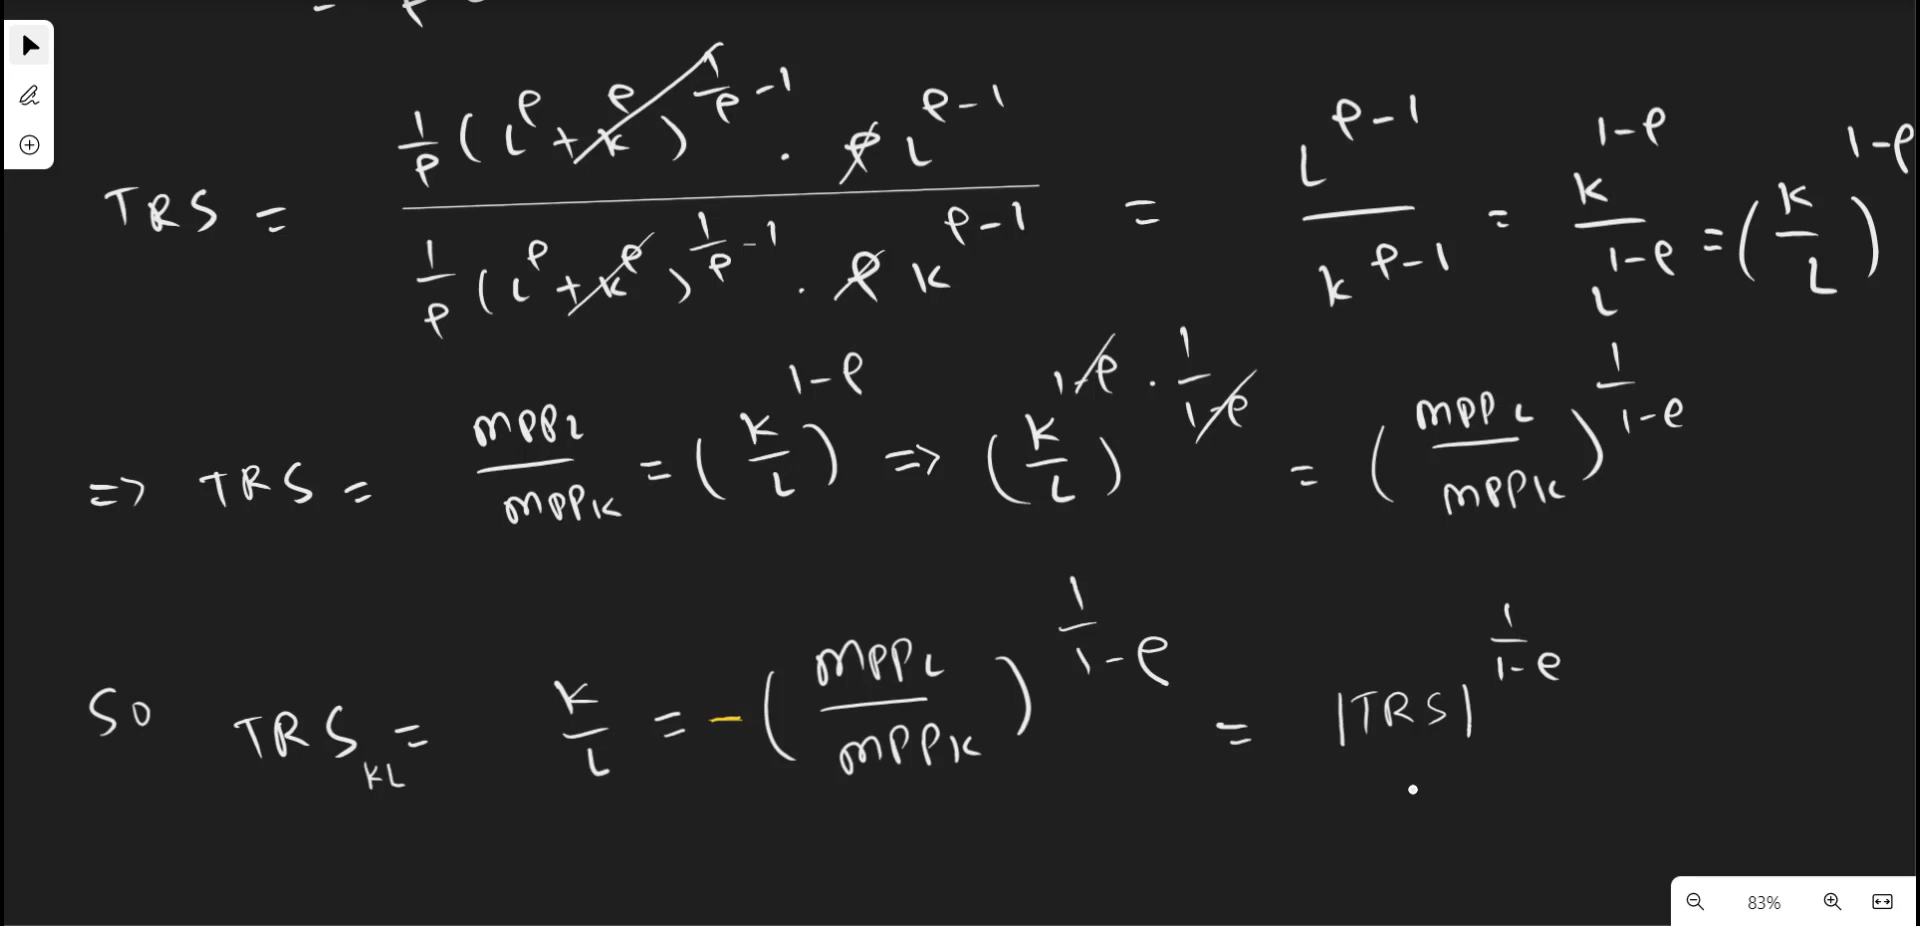 TRS = 1/ρ (L^ρ + K^ρ)^(1/ρ - 1) · ρ L^(ρ-1) / 1/ρ (L^ρ + K^ρ)^(1/ρ - 1) · ρ K^(ρ-1) = L^(ρ-1) / K^(ρ-1) = K^(1-ρ) / L^(1-ρ) = (K/L)^(1-ρ)
=> TRS = MPPL / MPPK = (K/L)^(1-ρ) => (K/L)^(1-ρ · 1/(1-ρ)) = (MPPL / MPPK)^(1/(1-ρ))
So TRS_KL = K/L = -(MPPL / MPPK)^(1/(1-ρ)) = |TRS|^(1/(1-ρ))
83%